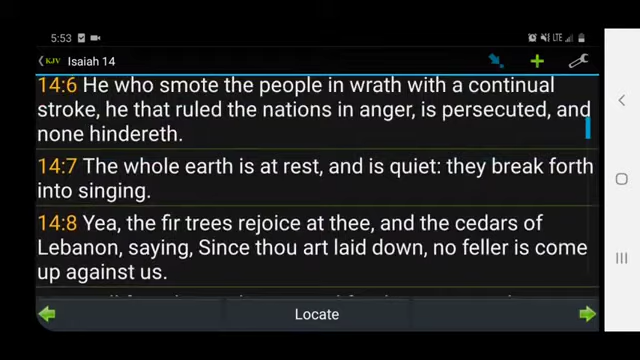 5:53 LTE
KJV Isaiah 14
14:6 He who smote the people in wrath with a continual
stroke, he that ruled the nations in anger, is persecuted, and
none hindereth.
14:7 The whole earth is at rest, and is quiet: they break forth
into singing.
14:8 Yea, the fir trees rejoice at thee, and the cedars of
Lebanon, saying, Since thou art laid down, no feller is come
up against us.
Locate